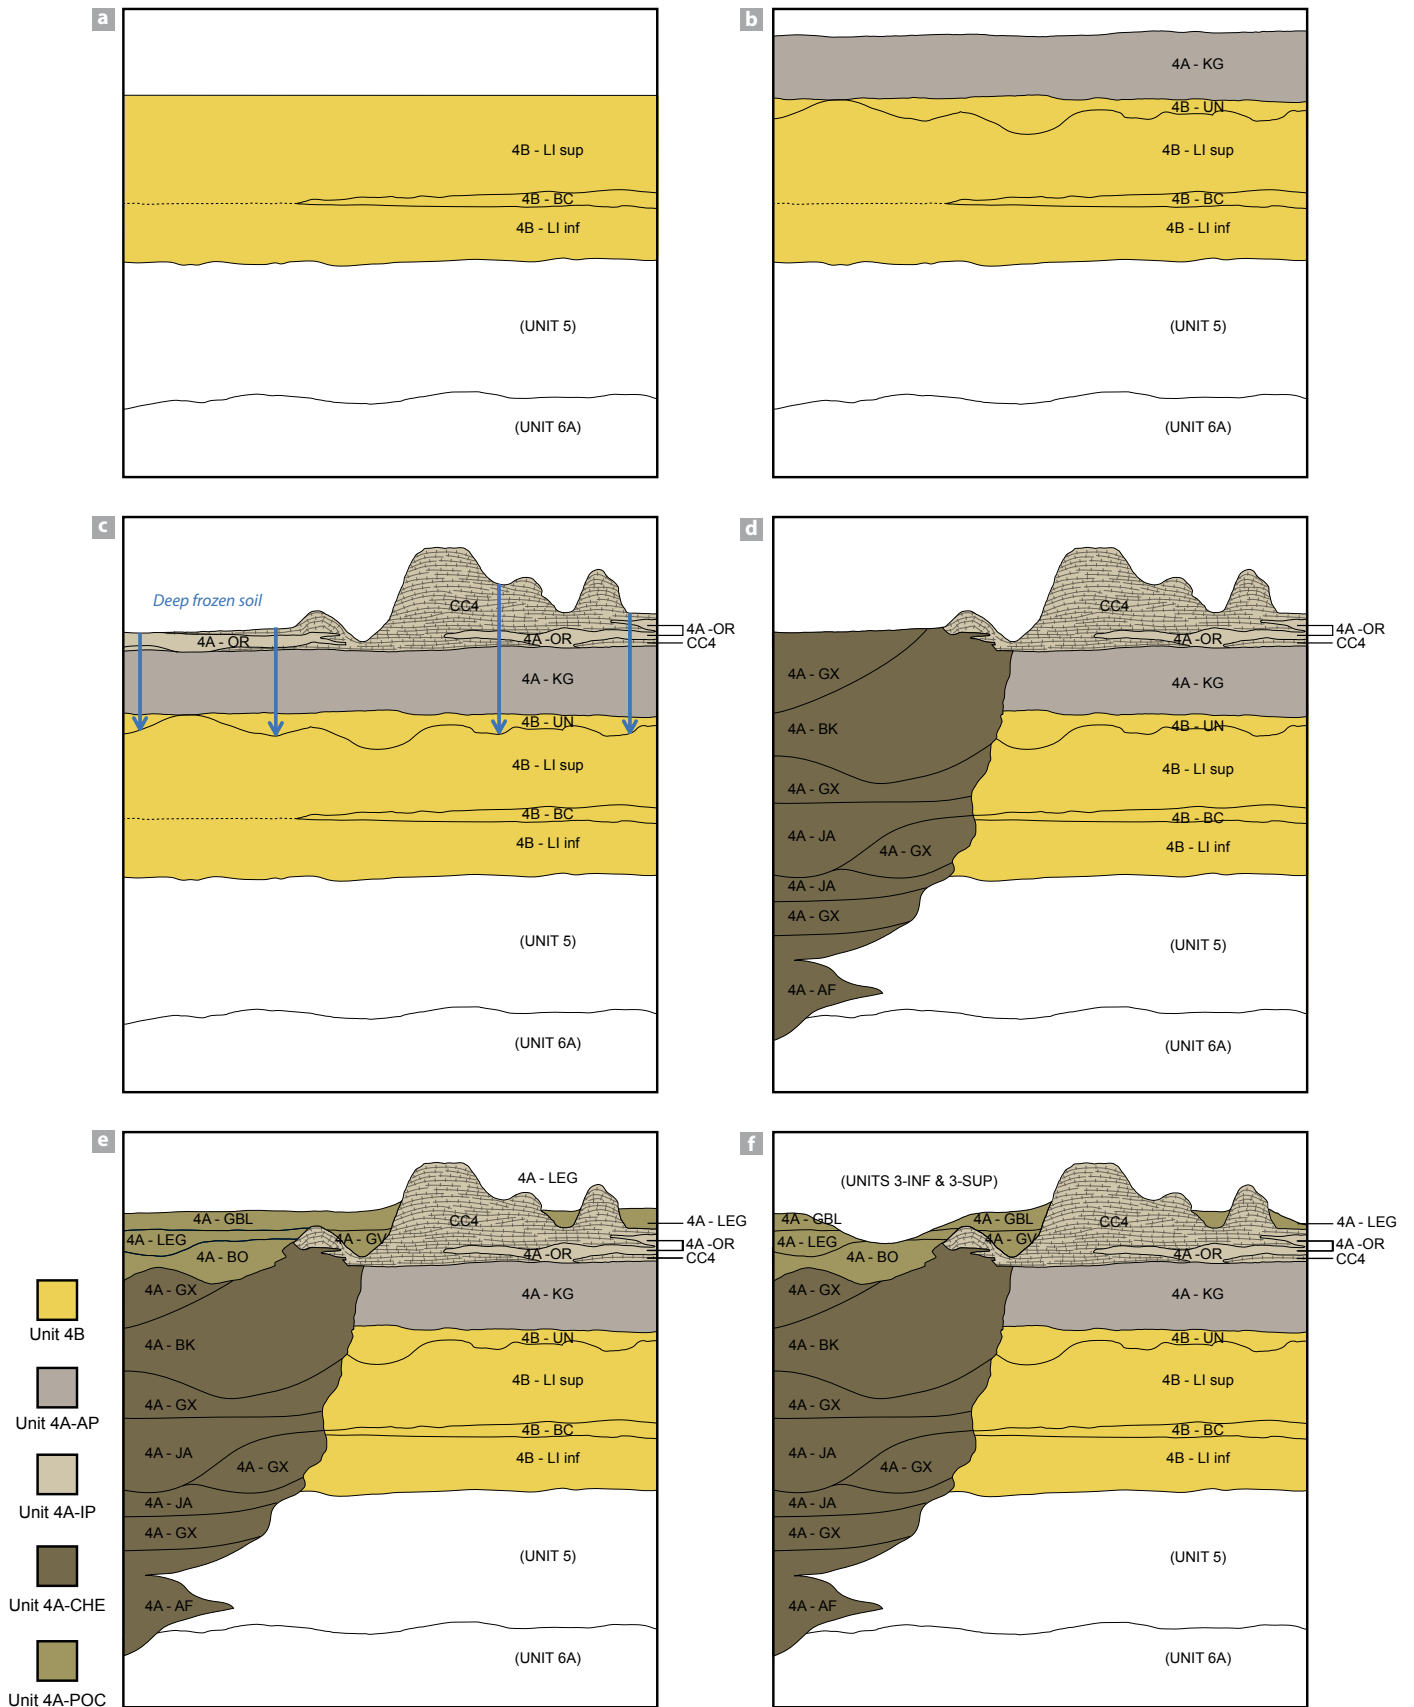 a
4B - LI sup
4B - BC
4B - LI inf
(UNIT 5)
(UNIT 6A)
b
4A - KG
4B - UN
4B - LI sup
4B - BC
4B - LI inf
(UNIT 5)
(UNIT 6A)
c
Deep frozen soil
CC4
4A - OR
4A -OR
4A -OR
CC4
4A - KG
4B - UN
4B - LI sup
4B - BC
4B - LI inf
(UNIT 5)
(UNIT 6A)
d
CC4
4A -OR
4A -OR
CC4
4A - GX
4A - KG
4B - UN
4A - BK
4B - LI sup
4A - GX
4B - BC
4A - JA
4A - GX
4B - LI inf
4A - JA
4A - GX
(UNIT 5)
4A - AF
(UNIT 6A)
e
4A - LEG
4A - GBL
CC4
4A - LEG
4A - LEG
4A - GV
4A -OR
4A - BO
4A -OR
CC4
4A - GX
4A - KG
4B - UN
4A - BK
4B - LI sup
4A - GX
4B - BC
4A - JA
4A - GX
4B - LI inf
4A - JA
4A - GX
(UNIT 5)
4A - AF
(UNIT 6A)
f
(UNITS 3-INF & 3-SUP)
4A - GBL
4A - GBL
CC4
4A - LEG
4A - LEG
4A - GV
4A -OR
4A - BO
4A -OR
CC4
4A - GX
4A - KG
4B - UN
4A - BK
4B - LI sup
4A - GX
4B - BC
4A - JA
4A - GX
4B - LI inf
4A - JA
4A - GX
(UNIT 5)
4A - AF
(UNIT 6A)
Unit 4B
Unit 4A-AP
Unit 4A-IP
Unit 4A-CHE
Unit 4A-POC